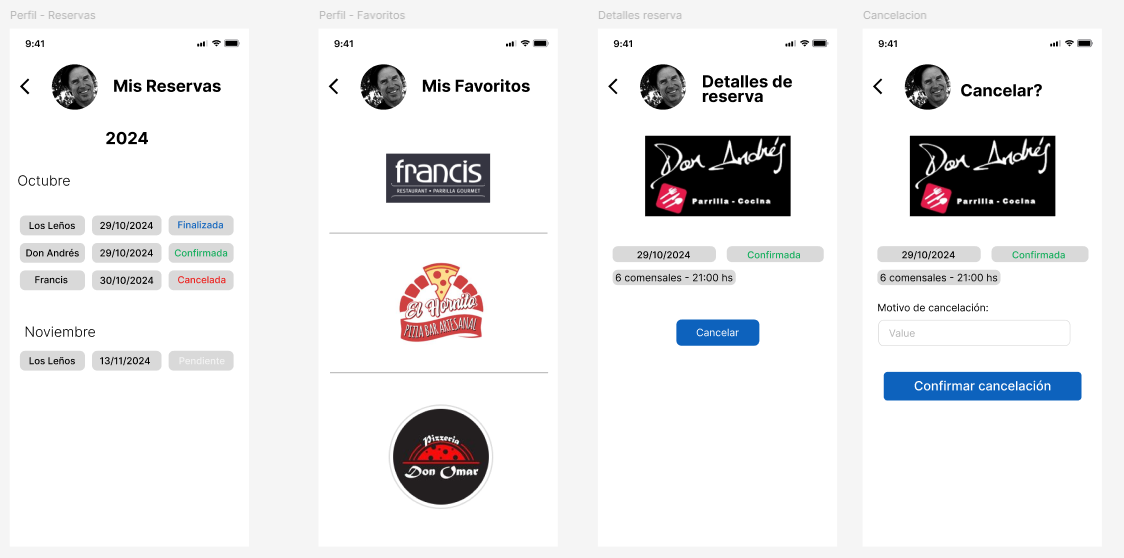 Perfil - Reservas
9:41
Mis Reservas
2024
Octubre
Los Leños 29/10/2024 Finalizada
Don Andrés 29/10/2024 Confirmada
Francis 30/10/2024 Cancelada
Noviembre
Los Leños 13/11/2024 Pendiente
Perfil - Favoritos
9:41
Mis Favoritos
francis
RESTAURANT • PARRILLA GOURMET
El Hornito
PIZZA BAR ARTESANAL
Pizzeria
Don Omar
Detalles reserva
9:41
Detalles de
reserva
Don Andrés
Parrilla - Cocina
29/10/2024 Confirmada
6 comensales - 21:00 hs
Cancelar
Cancelacion
9:41
Cancelar?
Don Andrés
Parrilla - Cocina
29/10/2024 Confirmada
6 comensales - 21:00 hs
Motivo de cancelación:
Value
Confirmar cancelación